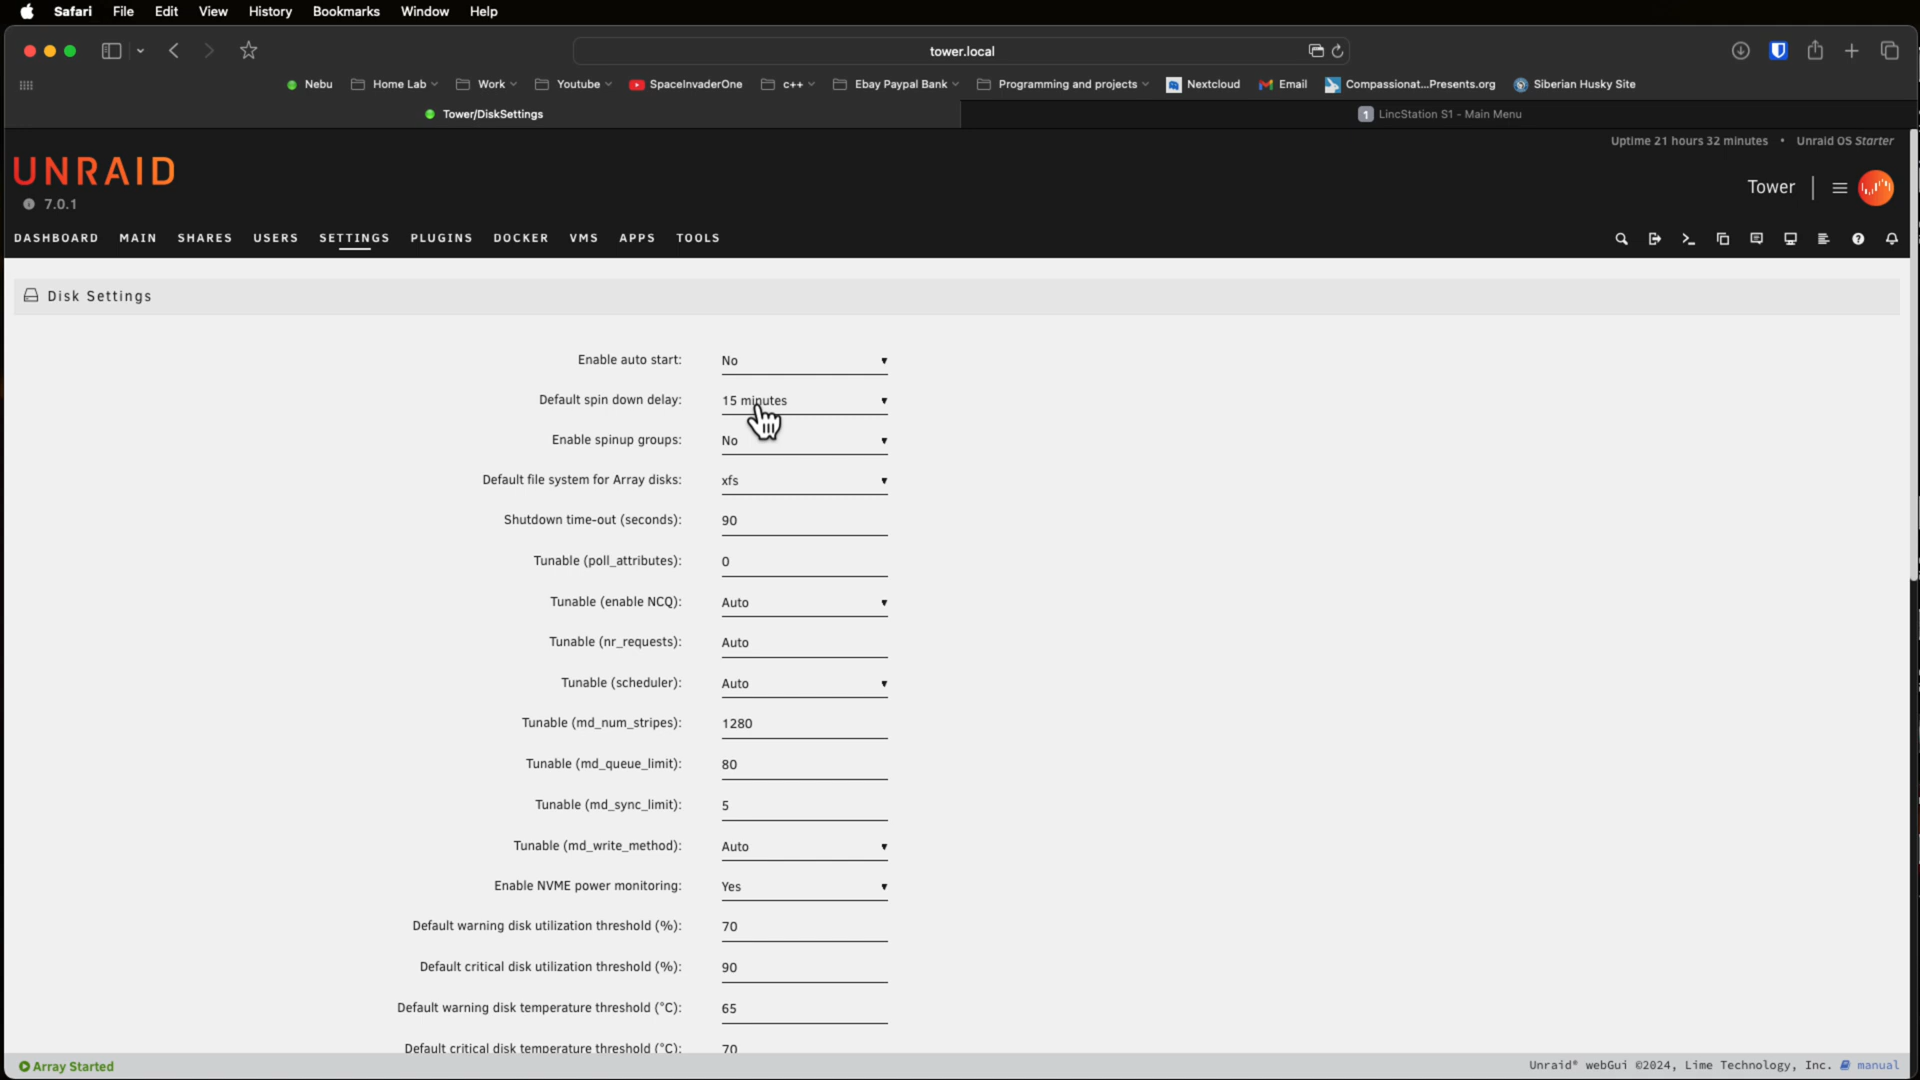 Safari File Edit View History Bookmarks Window Help
tower.local
Nebu Home Lab Work Youtube SpaceInvaderOne c++ Ebay Paypal Bank Programming and projects Nextcloud Email Compassionat...Presents.org Siberian Husky Site
Tower/DiskSettings 1 LincStation S1 - Main Menu
Uptime 21 hours 32 minutes • Unraid OS Starter
UNRAID
7.0.1
Tower
DASHBOARD MAIN SHARES USERS SETTINGS PLUGINS DOCKER VMS APPS TOOLS
Disk Settings
Enable auto start: No
Default spin down delay: 15 minutes
Enable spinup groups: No
Default file system for Array disks: xfs
Shutdown time-out (seconds): 90
Tunable (poll_attributes): 0
Tunable (enable NCQ): Auto
Tunable (nr_requests): Auto
Tunable (scheduler): Auto
Tunable (md_num_stripes): 1280
Tunable (md_queue_limit): 80
Tunable (md_sync_limit): 5
Tunable (md_write_method): Auto
Enable NVME power monitoring: Yes
Default warning disk utilization threshold (%): 70
Default critical disk utilization threshold (%): 90
Default warning disk temperature threshold (°C): 65
Default critical disk temperature threshold (°C): 70
Array Started
Unraid® webGui ©2024, Lime Technology, Inc. manual